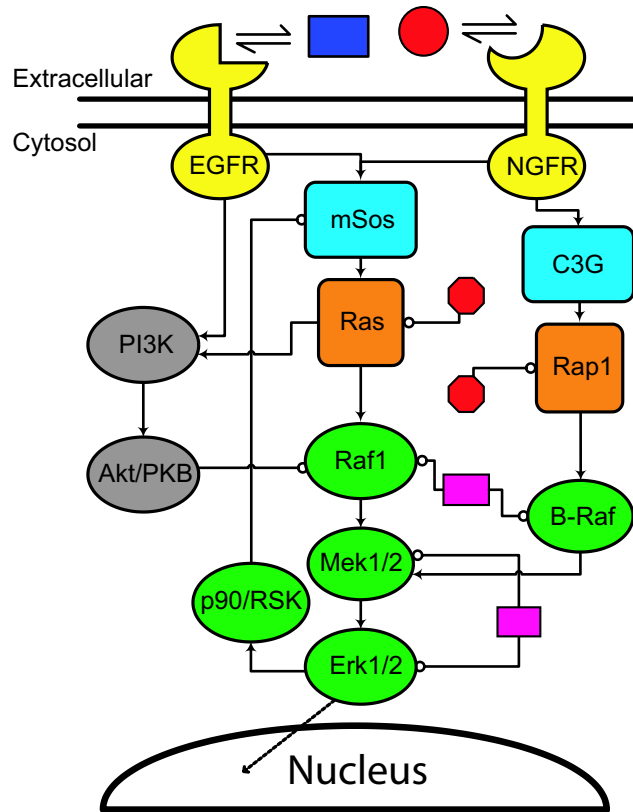 Extracellular
Cytosol
EGFR
NGFR
mSos
C3G
Ras
PI3K
Rap1
Raf1
Akt/PKB
B-Raf
Mek1/2
p90/RSK
Erk1/2
Nucleus